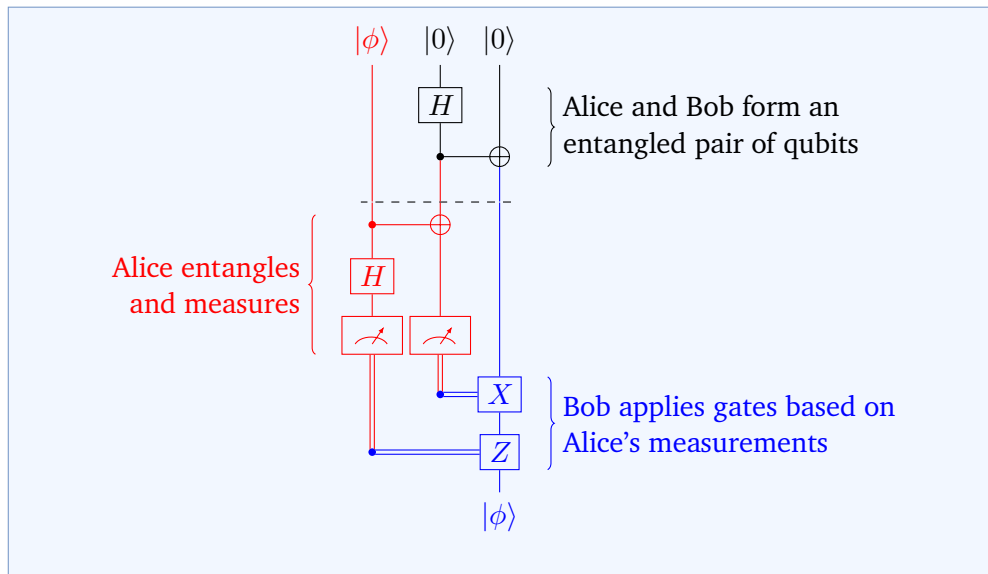 |ϕ⟩ |0⟩ |0⟩
H
Alice and Bob form an
entangled pair of qubits
Alice entangles
and measures
H
X
Z
Bob applies gates based on
Alice’s measurements
|ϕ⟩